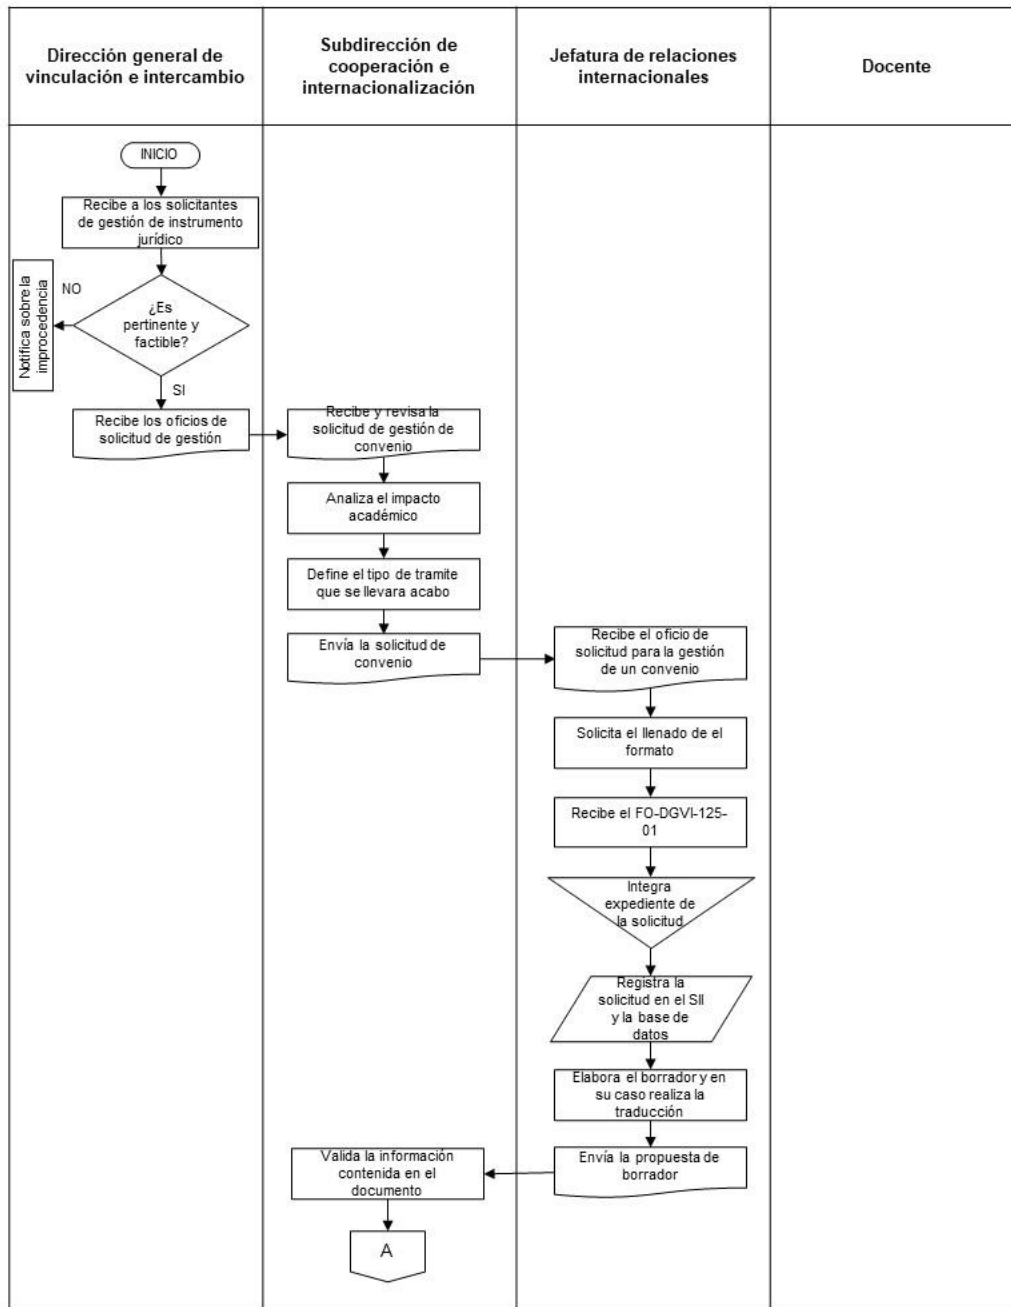 Dirección general de
vinculación e intercambio
Subdirección de
cooperación e
internacionalización
Jefatura de relaciones
internacionales
Docente
INICIO
Recibe a los solicitantes
de gestión de instrumento
jurídico
NO
Notifica sobre la
improcedencia
¿Es
pertinente y
factible?
SI
Recibe los oficios de
solicitud de gestión
Recibe y revisa la
solicitud de gestión de
convenio
Analiza el impacto
académico
Define el tipo de tramite
que se llevara acabo
Envía la solicitud de
convenio
Recibe el oficio de
solicitud para la gestión
de un convenio
Solicita el llenado de el
formato
Recibe el FO-DGVI-125-
01
Integra
expediente de
la solicitud
Registra la
solicitud en el SII
y la base de
datos
Elabora el borrador y en
su caso realiza la
traducción
Envía la propuesta de
borrador
Valida la información
contenida en el
documento
A